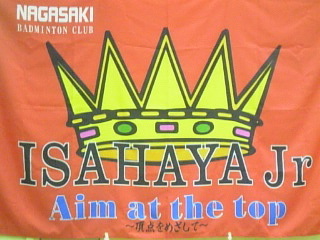 NAGASAKI
BADMINTON CLUB
ISAHAYA Jr
Aim at the top
～頂点をめざして～